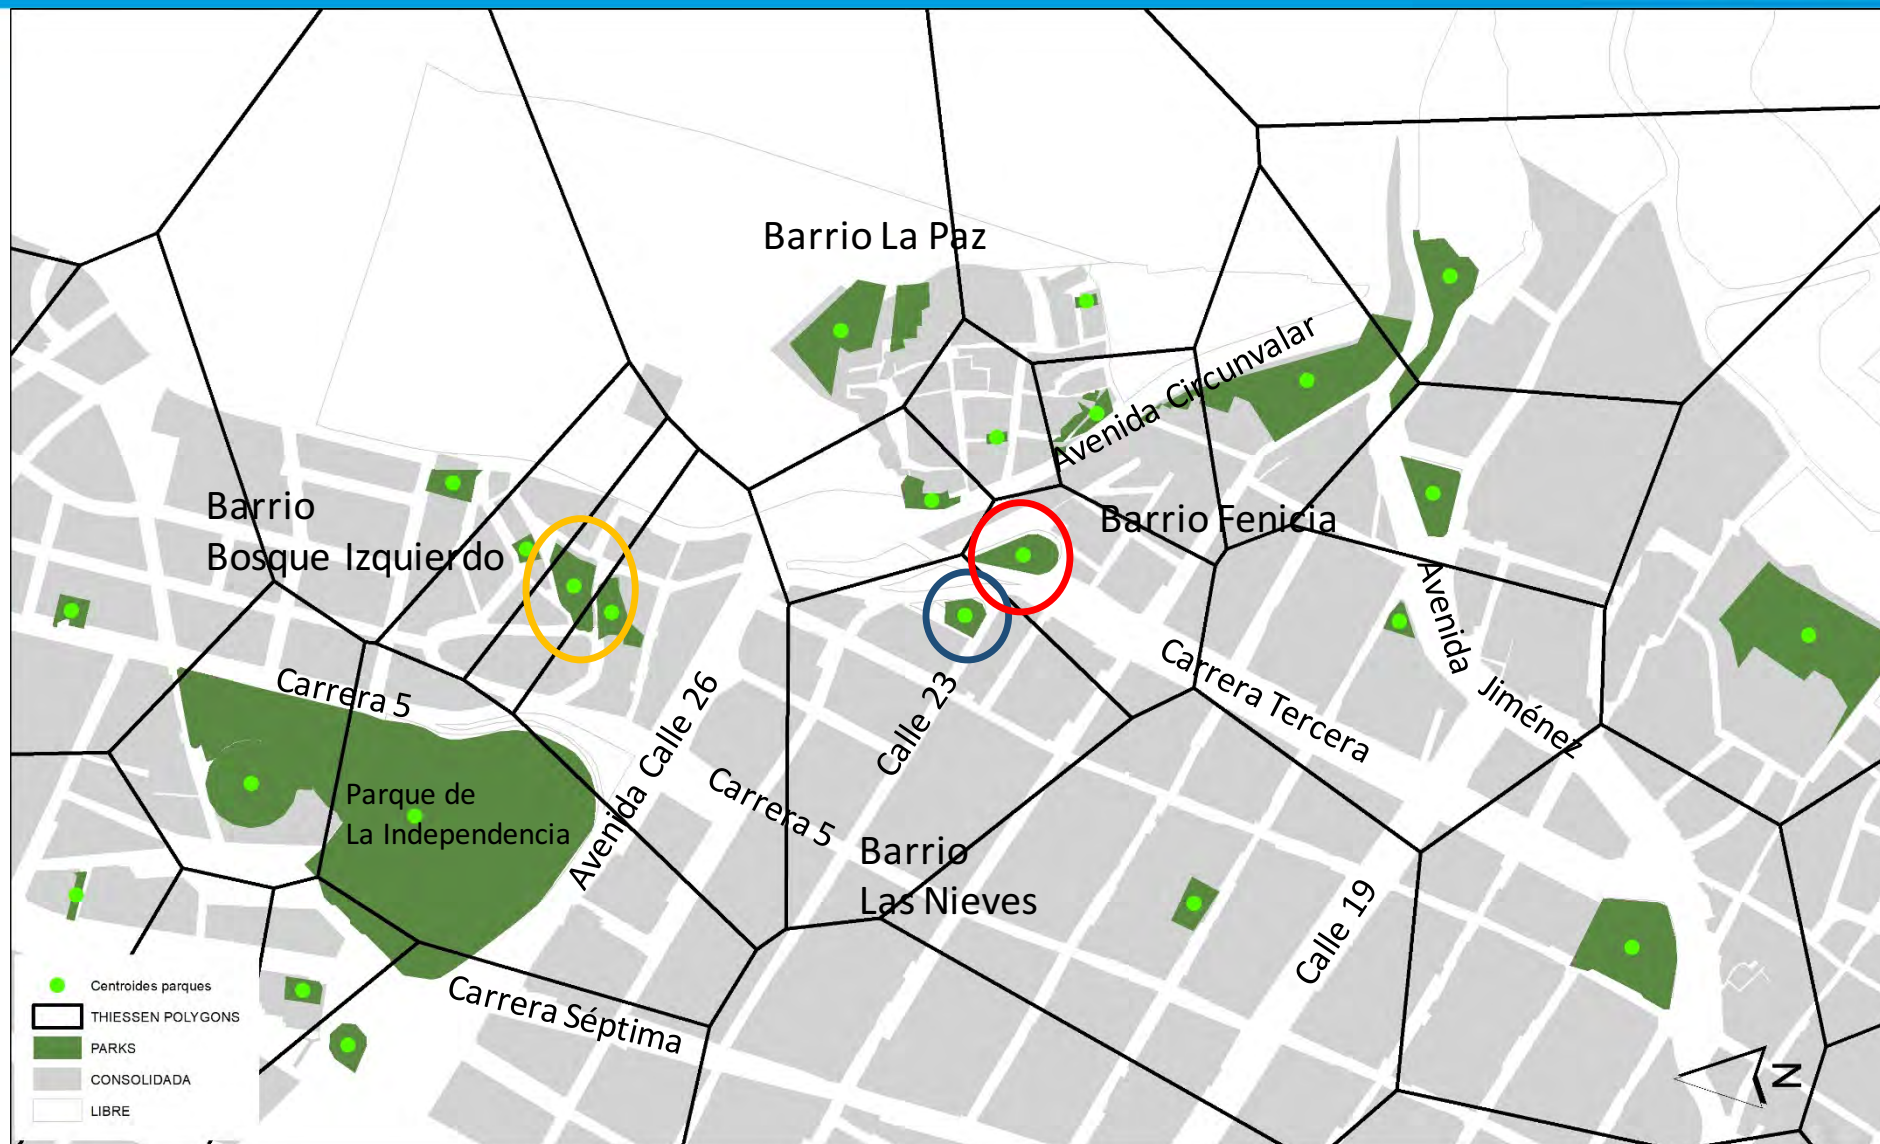 Barrio La Paz
Avenida Circunvalar
Barrio
Bosque Izquierdo
Barrio Fenicia
Avenida
Jiménez
Carrera 5
Carrera Tercera
Avenida Calle 26
Calle 23
Parque de
La Independencia
Carrera 5
Barrio
Las Nieves
Calle 19
Carrera Séptima
Centroides parques
THIESSEN POLYGONS
PARKS
CONSOLIDADA
LIBRE
N